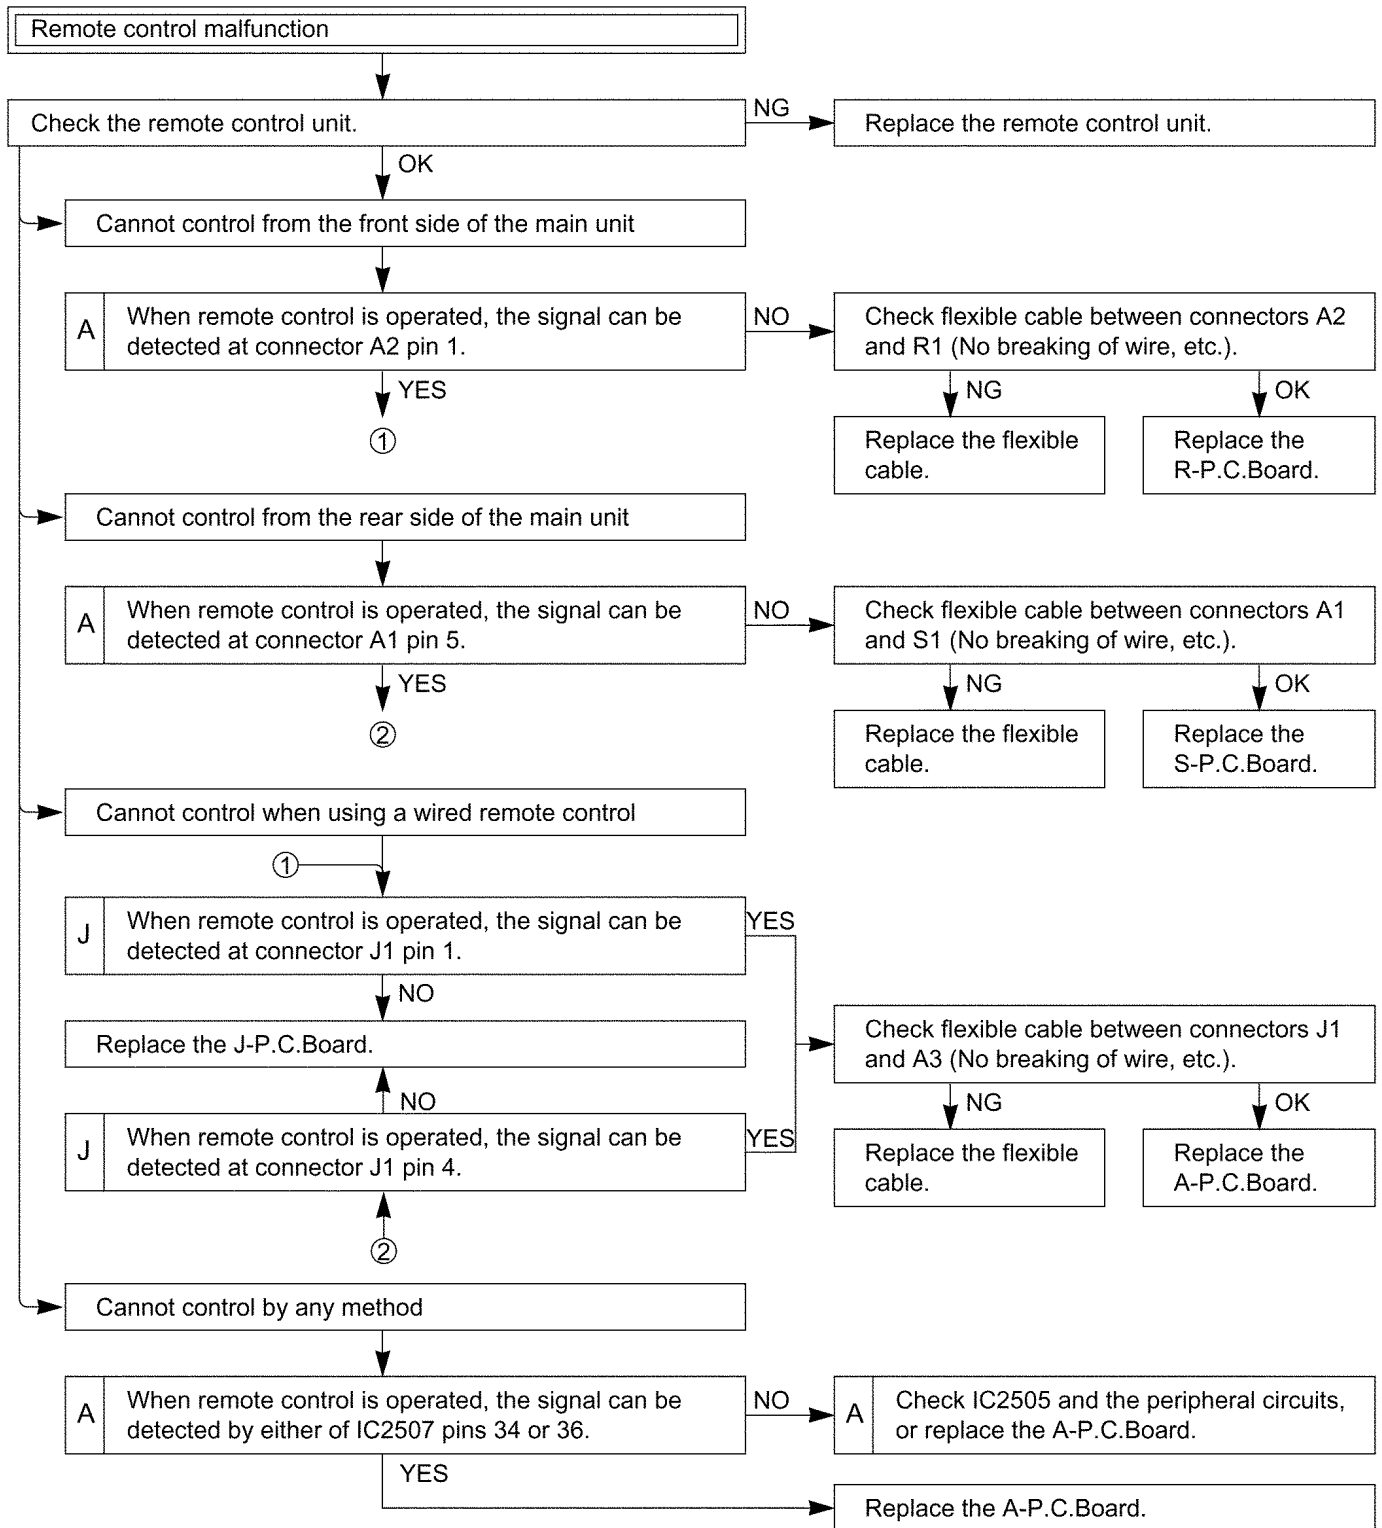 Remote control malfunction
Check the remote control unit.
NG
Replace the remote control unit.
OK
Cannot control from the front side of the main unit
A
When remote control is operated, the signal can be
detected at connector A2 pin 1.
NO
Check flexible cable between connectors A2
and R1 (No breaking of wire, etc.).
YES
①
NG
OK
Replace the flexible
cable.
Replace the
R-P.C.Board.
Cannot control from the rear side of the main unit
A
When remote control is operated, the signal can be
detected at connector A1 pin 5.
NO
Check flexible cable between connectors A1
and S1 (No breaking of wire, etc.).
YES
②
NG
OK
Replace the flexible
cable.
Replace the
S-P.C.Board.
Cannot control when using a wired remote control
①
J
When remote control is operated, the signal can be
detected at connector J1 pin 1.
YES
NO
Replace the J-P.C.Board.
Check flexible cable between connectors J1
and A3 (No breaking of wire, etc.).
NO
J
When remote control is operated, the signal can be
detected at connector J1 pin 4.
YES
②
NG
OK
Replace the flexible
cable.
Replace the
A-P.C.Board.
Cannot control by any method
A
When remote control is operated, the signal can be
detected by either of IC2507 pins 34 or 36.
NO
A
Check IC2505 and the peripheral circuits,
or replace the A-P.C.Board.
YES
Replace the A-P.C.Board.